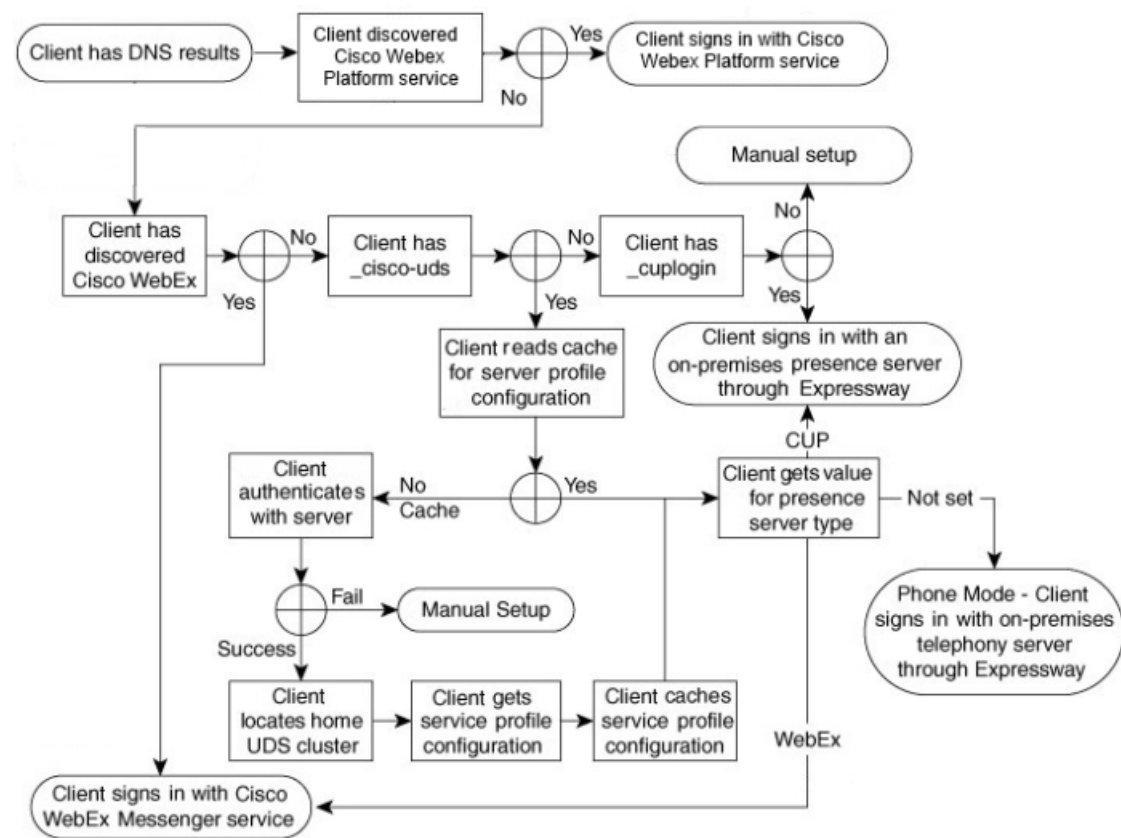 Client has DNS results
Client discovered
Cisco Webex
Platform service
Yes
Client signs in with Cisco
Webex Platform service
No
Manual setup
No
Client has
discovered
Cisco WebEx
No
Client has
_cisco-uds
No
Client has
_cuplogin
Yes
Yes
Yes
Client reads cache
for server profile
configuration
Client signs in with an
on-premises presence server
through Expressway
CUP
Client
authenticates
with server
No
Cache
Yes
Client gets value
for presence
server type
Not set
Fail
Manual Setup
Success
Phone Mode - Client
signs in with on-premises
telephony server
through Expressway
Client
locates home
UDS cluster
Client gets
service profile
configuration
Client caches
service profile
configuration
WebEx
Client signs in with Cisco
WebEx Messenger service